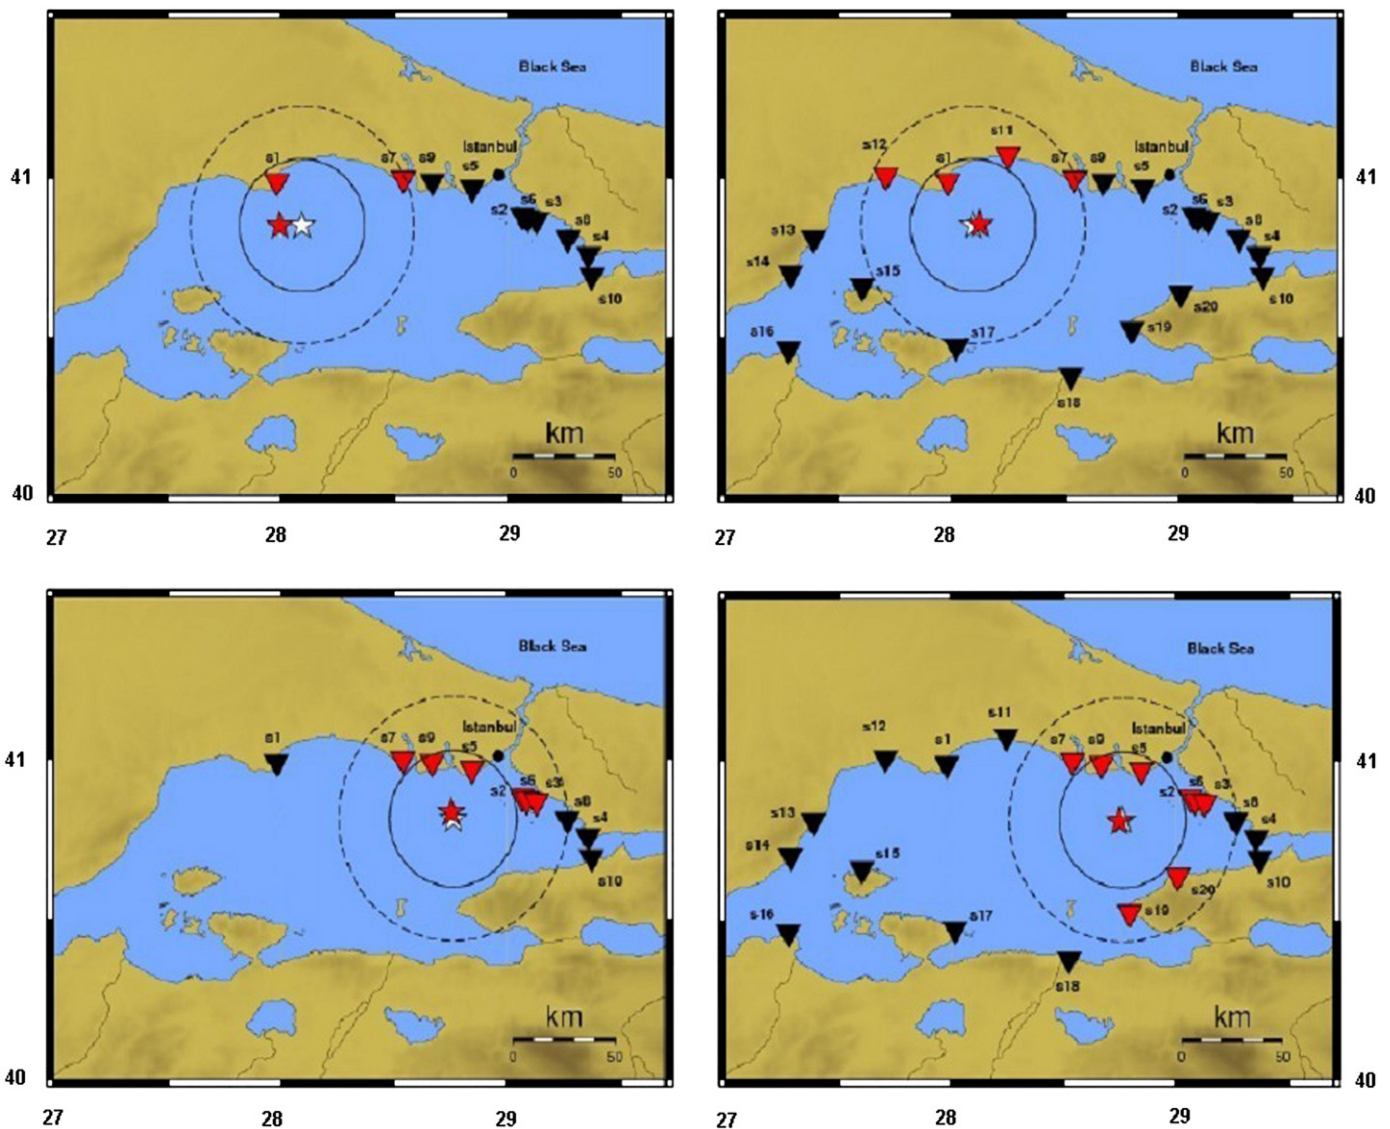 Black Sea
Istanbul
s1
s7
s9
s5
s2
s6
s3
s8
s4
s10
km
0
50
41
40
27
28
29
Black Sea
Istanbul
s11
s12
s1
s7
s9
s5
s2
s6
s3
s8
s4
s13
s14
s15
s10
s20
s16
s17
s19
s18
km
0
50
41
40
27
28
29
Black Sea
Istanbul
s1
s7
s9
s5
s2
s6
s3
s8
s4
s10
km
0
50
41
40
27
28
29
Black Sea
Istanbul
s11
s12
s1
s7
s9
s5
s2
s6
s3
s8
s4
s13
s14
s15
s10
s20
s16
s17
s19
s18
km
0
50
41
40
27
28
29